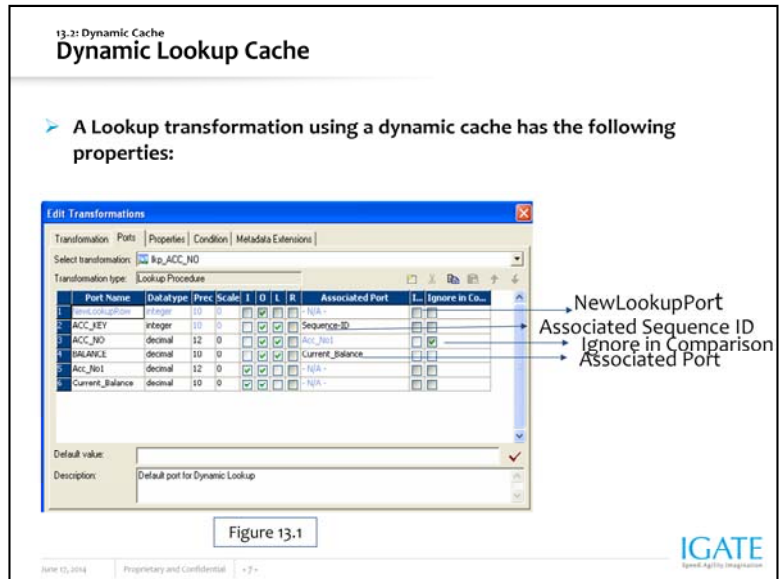 13.2: Dynamic Cache
Dynamic Lookup Cache
➢ A Lookup transformation using a dynamic cache has the following
properties:
Edit Transformations
Transformation Ports Properties Condition Metadata Extensions
Select transformation: lkp_ACC_NO
Transformation type: Lookup Procedure
Port Name Datatype Prec Scale I O L R Associated Port I... Ignore in Co...
1 NewLookupRow integer 10 0 - N/A -
2 ACC_KEY integer 10 0 Sequence-ID
3 ACC_NO decimal 12 0 Acc_No1
4 BALANCE decimal 10 0 Current_Balance
5 Acc_No1 decimal 12 0 - N/A -
6 Current_Balance decimal 10 0 - N/A -
NewLookupPort
Associated Sequence ID
Ignore in Comparison
Associated Port
Default value:
Description: Default port for Dynamic Lookup
Figure 13.1
IGATE
Speed.Agility.Imagination
June 17, 2014 Proprietary and Confidential - 7 -